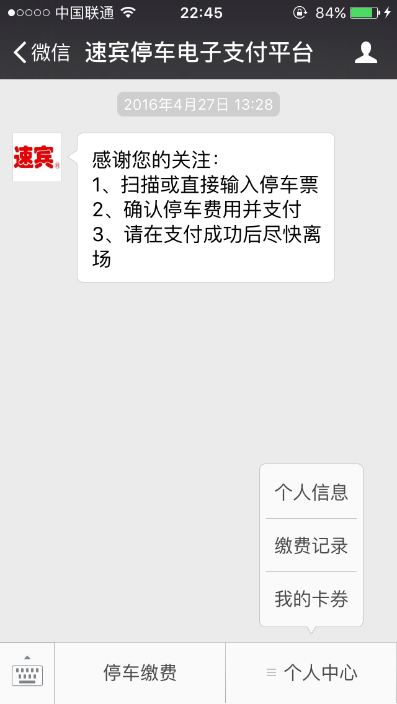 中国联通 22:45 84%
微信 速宾停车电子支付平台
2016年4月27日 13:28
速宾
感谢您的关注:
1、扫描或直接输入停车票
2、确认停车费用并支付
3、请在支付成功后尽快离
场
个人信息
缴费记录
我的卡券
停车缴费 个人中心